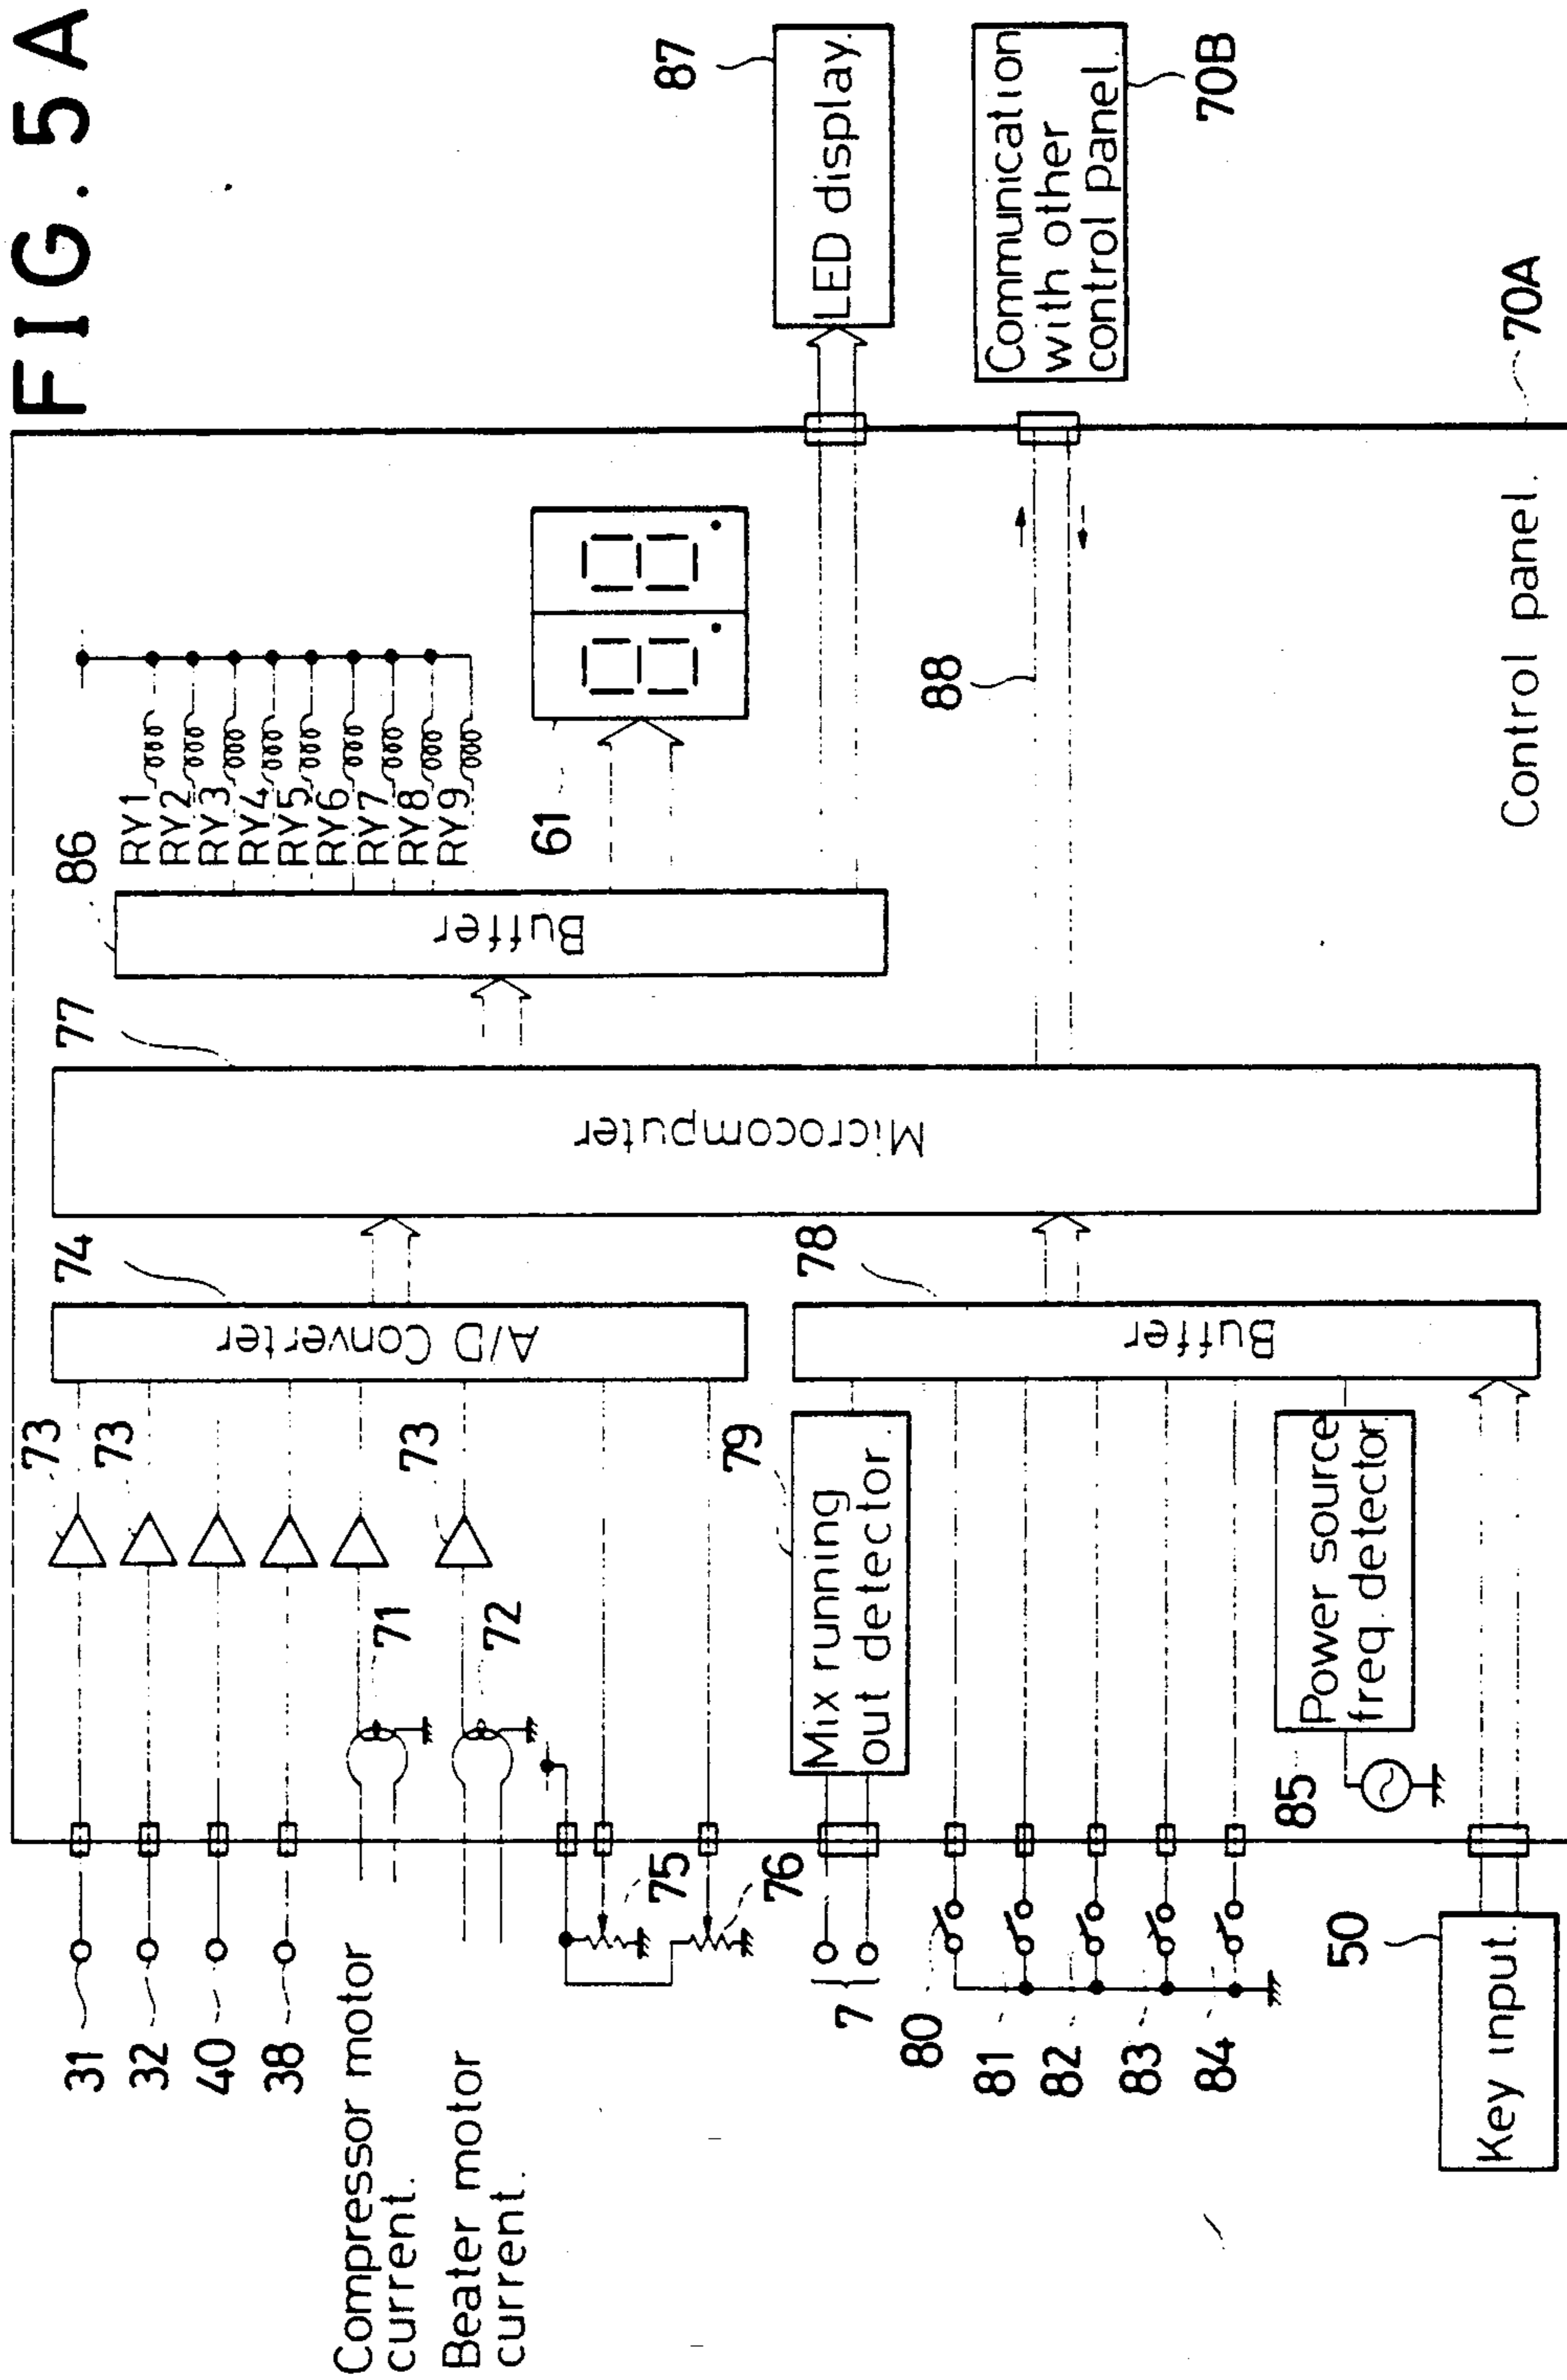 FIG. 5A
31
32
40
38
Compressor motor
current.
Beater motor
current.
73
73
73
71
72
75
76
74
A/D Converter
77
Microcomputer
86
Buffer
RY1
RY2
RY3
RY4
RY5
RY6
RY7
RY8
RY9
61
87
LED display.
Communication
with other
control panel.
70B
88
7
79
Mix running
out detector.
78
Buffer
80
81
82
83
84
85
Power source
freq. detector.
50
Key input.
Control panel.
70A